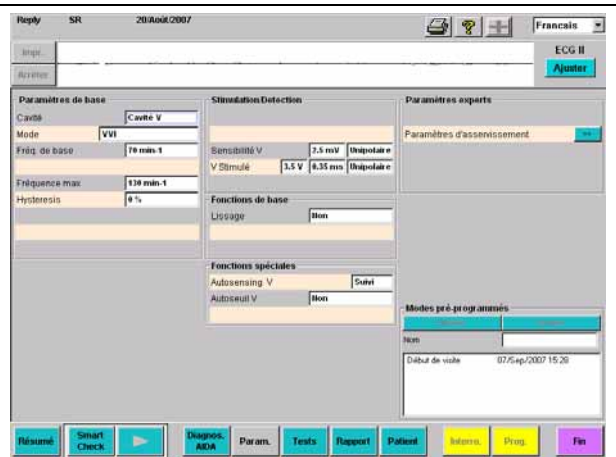 Reply SR 20/Août/2007 Francais
Impr. ECG II
Arrêter Ajuster
Paramètres de base
Cavité Cavité V
Mode VVI
Fréq. de base 70 min-1
Fréquence max 130 min-1
Hysteresis 0 %
Stimulation/Detection
Sensibilité V 2.5 mV Unipolaire
V Stimulé 3.5 V 0.35 ms Unipolaire
Fonctions de base
Lissage Non
Fonctions spéciales
Autosensing V Suivi
Autoseuil V Non
Paramètres experts
Paramètres d'asservissement
Modes pré-programmés
Nom
Début de visite 07/Sep/2007 15:28
Résumé Smart Check Diagnos. AIDA Param. Tests Rapport Patient Interro. Prog. Fin